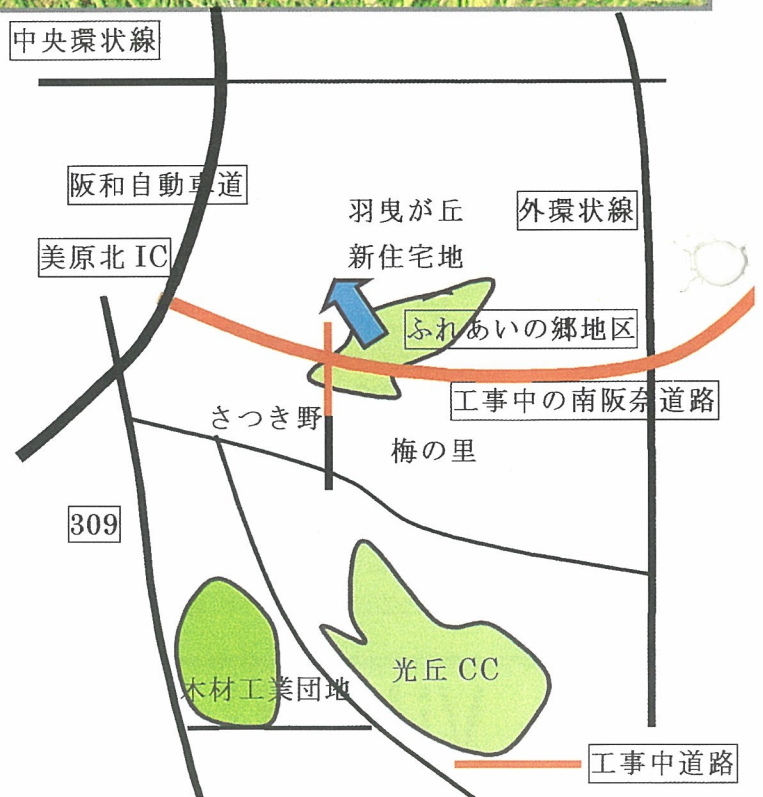 中央環状線
阪和自動車道
羽曳が丘
新住宅地
外環状線
美原北IC
ふれあいの郷地区
工事中の南阪奈道路
さつき野
梅の里
309
光丘CC
木材工業団地
工事中道路